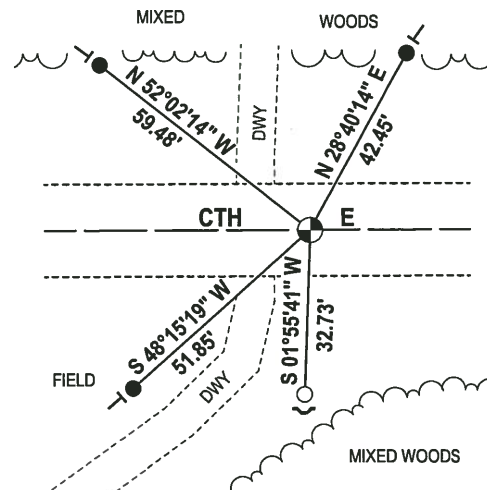 MIXED
WOODS
N 52°02'14" W
59.48'
DWY
N 28°40'14" E
42.45'
CTH E
S 48°15'19" W
51.85'
S 01°55'41" W
32.73'
FIELD
DWY
MIXED WOODS